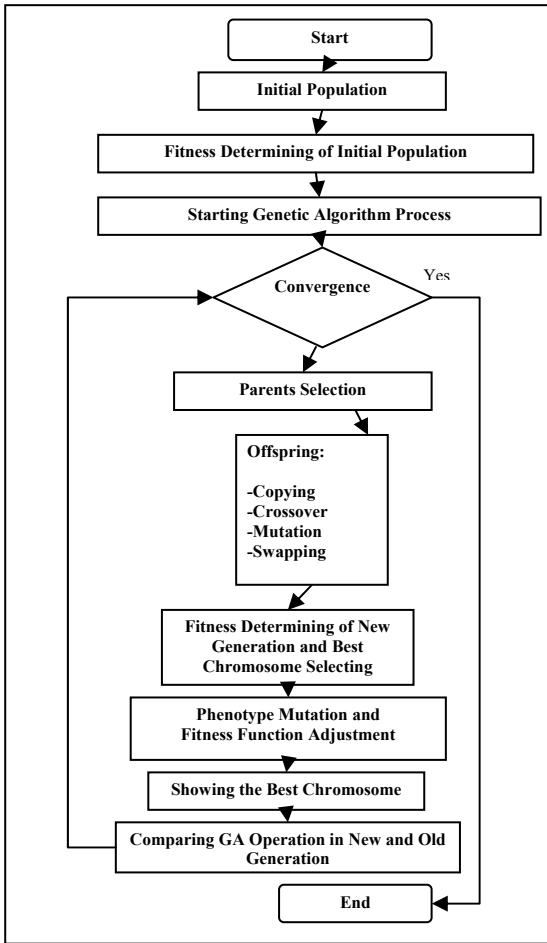 Start
Initial Population
Fitness Determining of Initial Population
Starting Genetic Algorithm Process
Convergence
Yes
Parents Selection
Offspring:
-Copying
-Crossover
-Mutation
-Swapping
Fitness Determining of New
Generation and Best
Chromosome Selecting
Phenotype Mutation and
Fitness Function Adjustment
Showing the Best Chromosome
Comparing GA Operation in New and Old
Generation
End